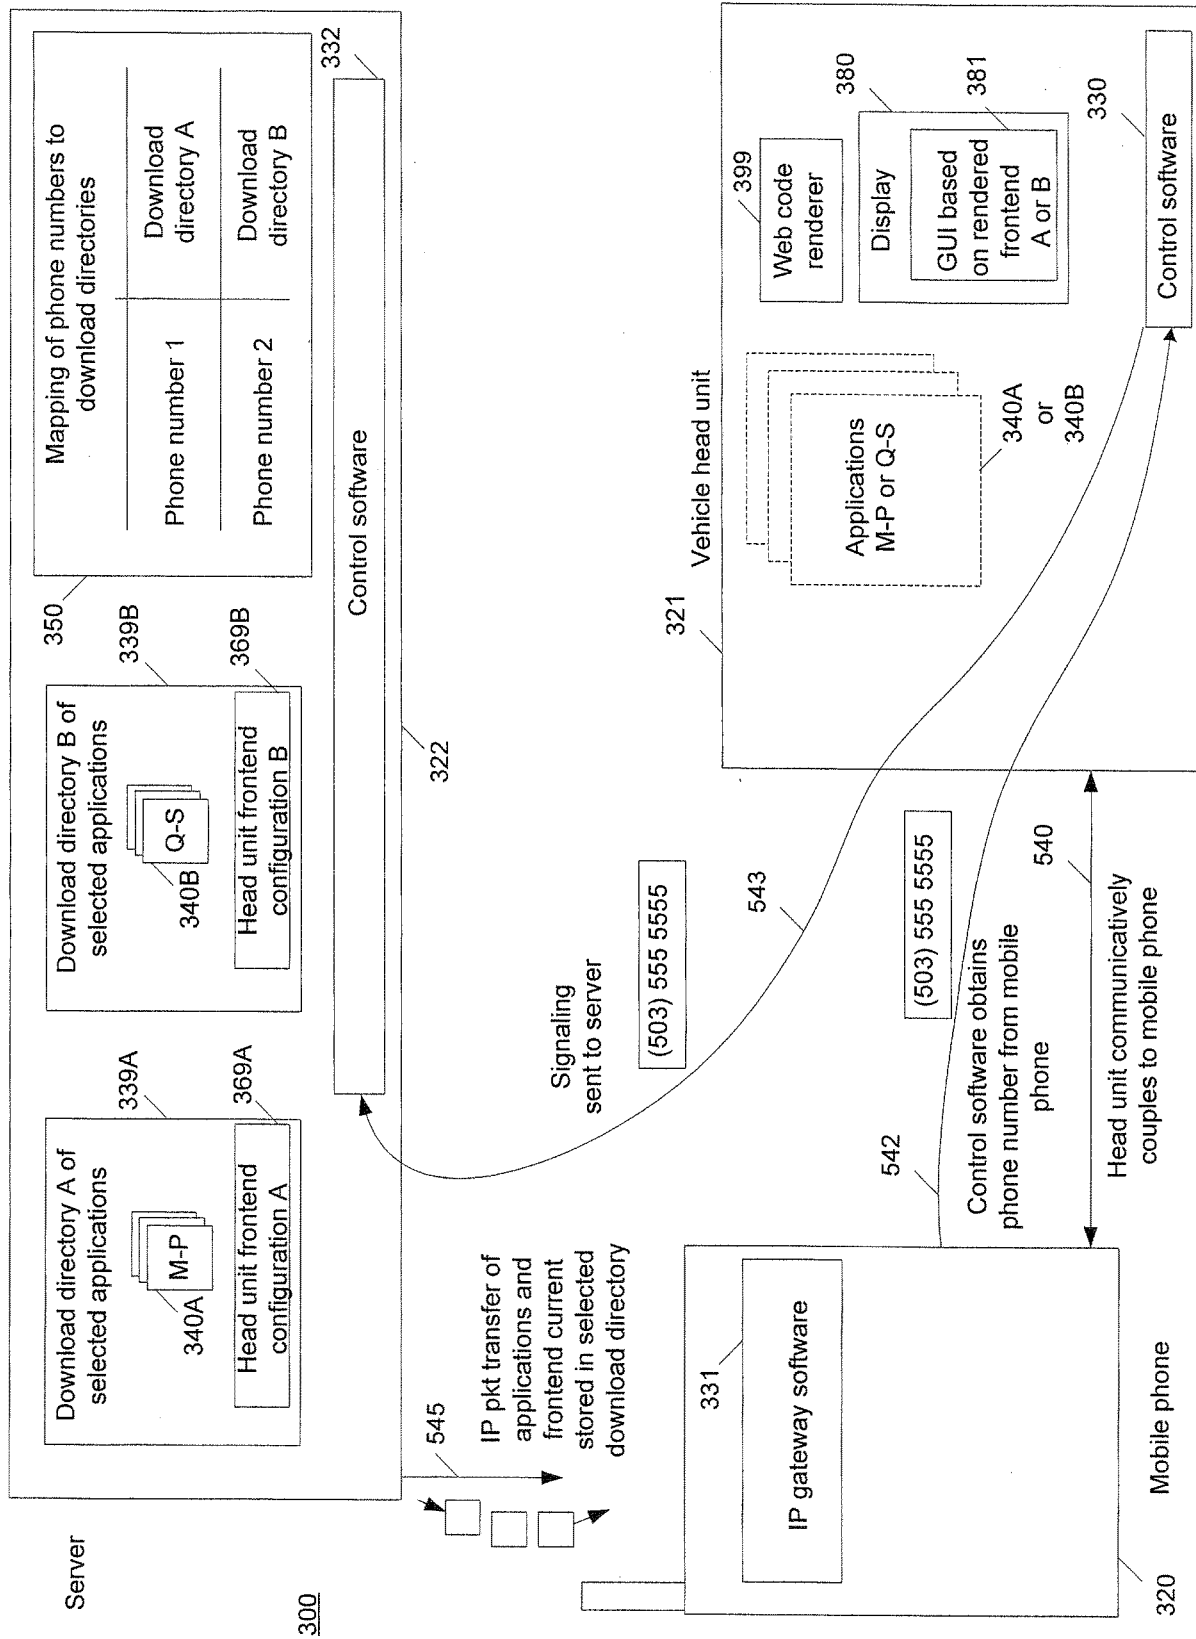 Server
300
Download directory A of
selected applications
M-P
340A
Head unit frontend
configuration A
339A
369A
Download directory B of
selected applications
Q-S
340B
Head unit frontend
configuration B
339B
369B
350
Mapping of phone numbers to
download directories
Phone number 1
Download
directory A
Phone number 2
Download
directory B
Control software
332
322
545
IP pkt transfer of
applications and
frontend current
stored in selected
download directory
Signaling
sent to server
(503) 555 5555
543
331
IP gateway software
320
Mobile phone
542
Control software obtains
phone number from mobile
phone
(503) 555 5555
540
Head unit communicatively
couples to mobile phone
321
Vehicle head unit
Applications
M-P or Q-S
340A
or
340B
399
Web code
renderer
380
Display
381
GUI based
on rendered
frontend
A or B
330
Control software